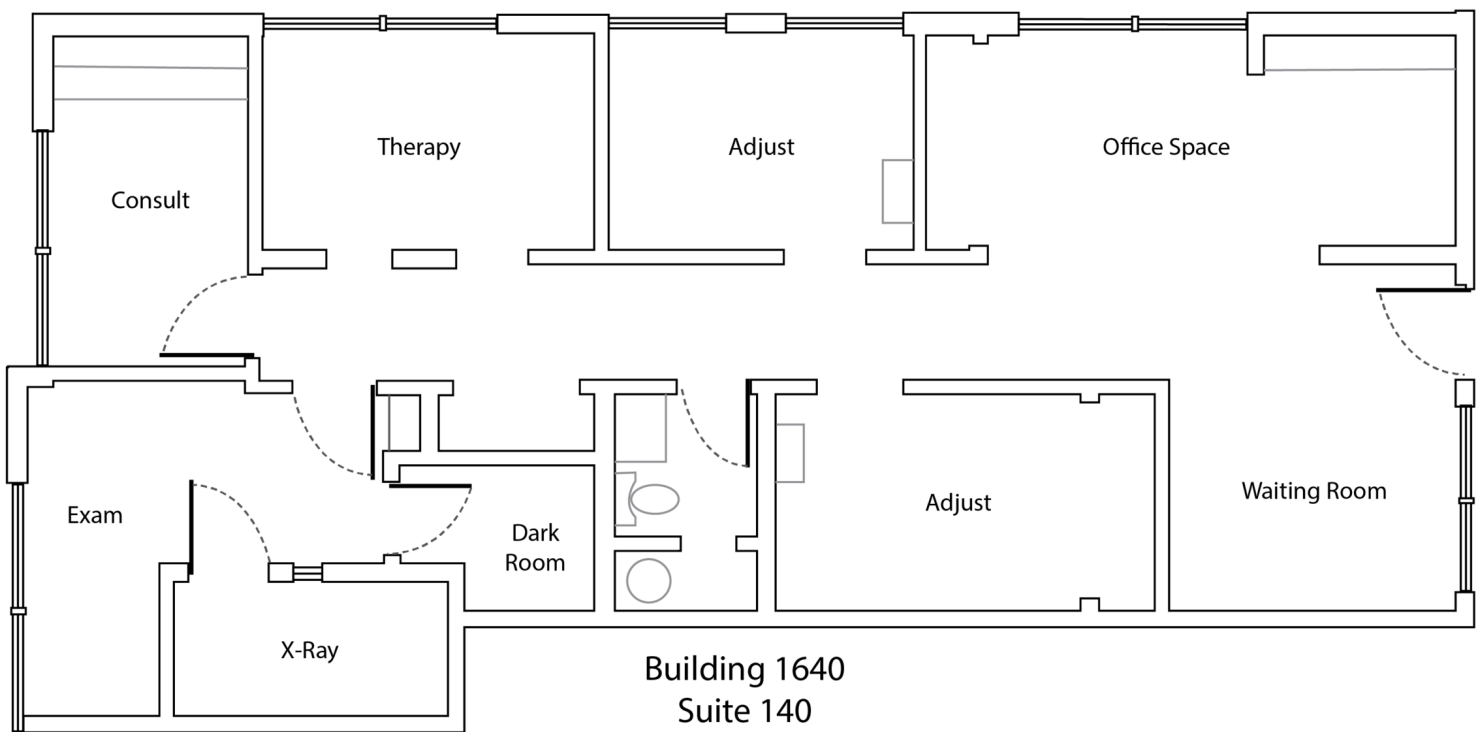 Therapy
Adjust
Office Space
Consult
Exam
Dark
Room
Adjust
Waiting Room
X-Ray
Building 1640
Suite 140